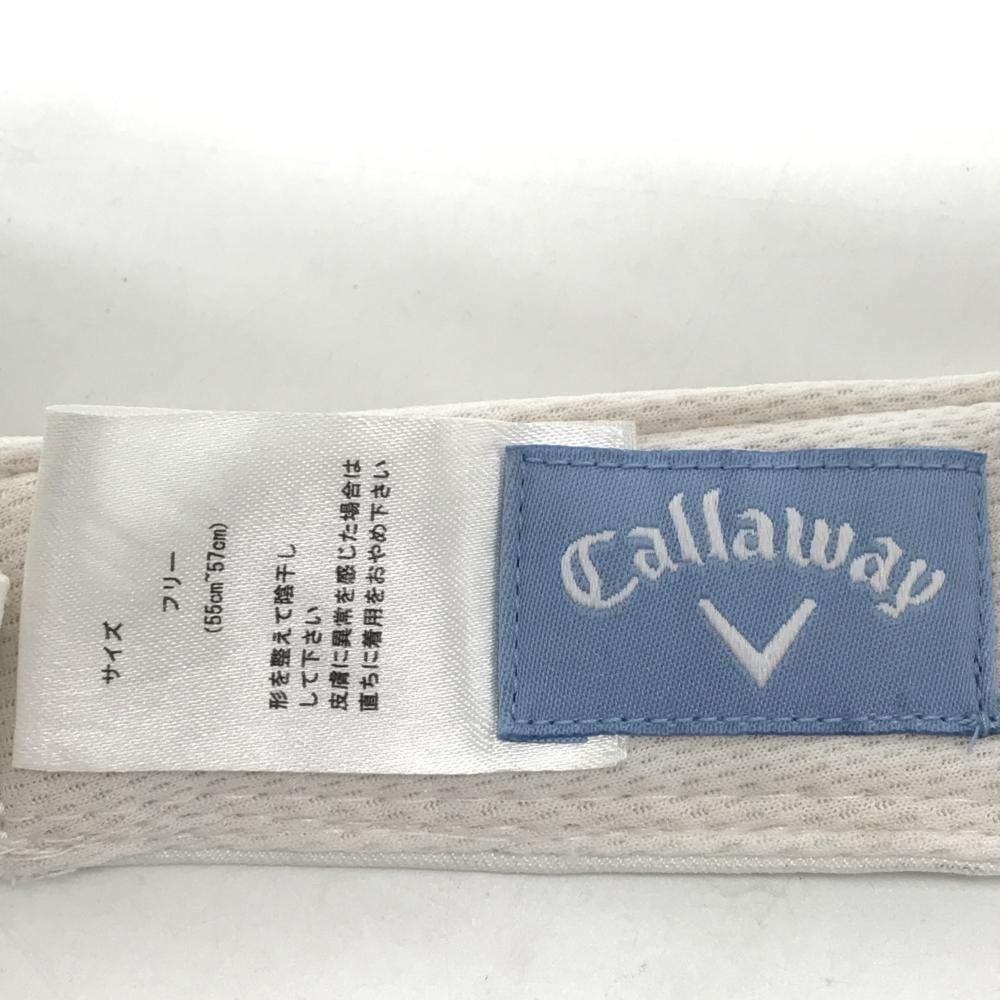 サイズ
フリー
(55cm~57cm)
形を整えて陰干し
して下さい
皮膚に異常を感じた場合は
直ちに着用をおやめ下さい
Callaway